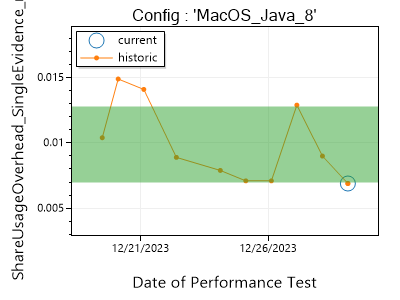 Config : 'MacOS_Java_8'
current
historic
0.015
0.01
0.005
12/21/2023
12/26/2023
Date of Performance Test
ShareUsageOverhead_SingleEvidence_